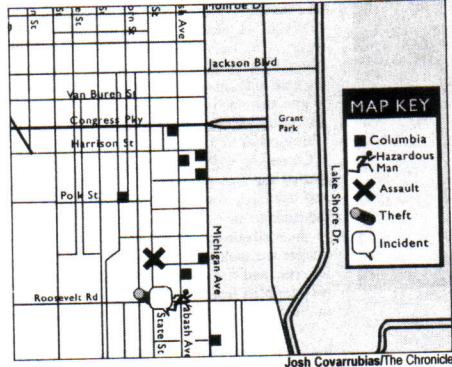 Monroe Dr
Jackson Blvd
Van Buren St
Congress Pky
Grant
Park
Harrison St
Polk St
Michigan Ave
Lake Shore Dr.
Roosevelt Rd
State St
Wabash Ave
MAP KEY
Columbia
Hazardous
Man
Assault
Theft
Incident
Josh Covarrubias/The Chronicle